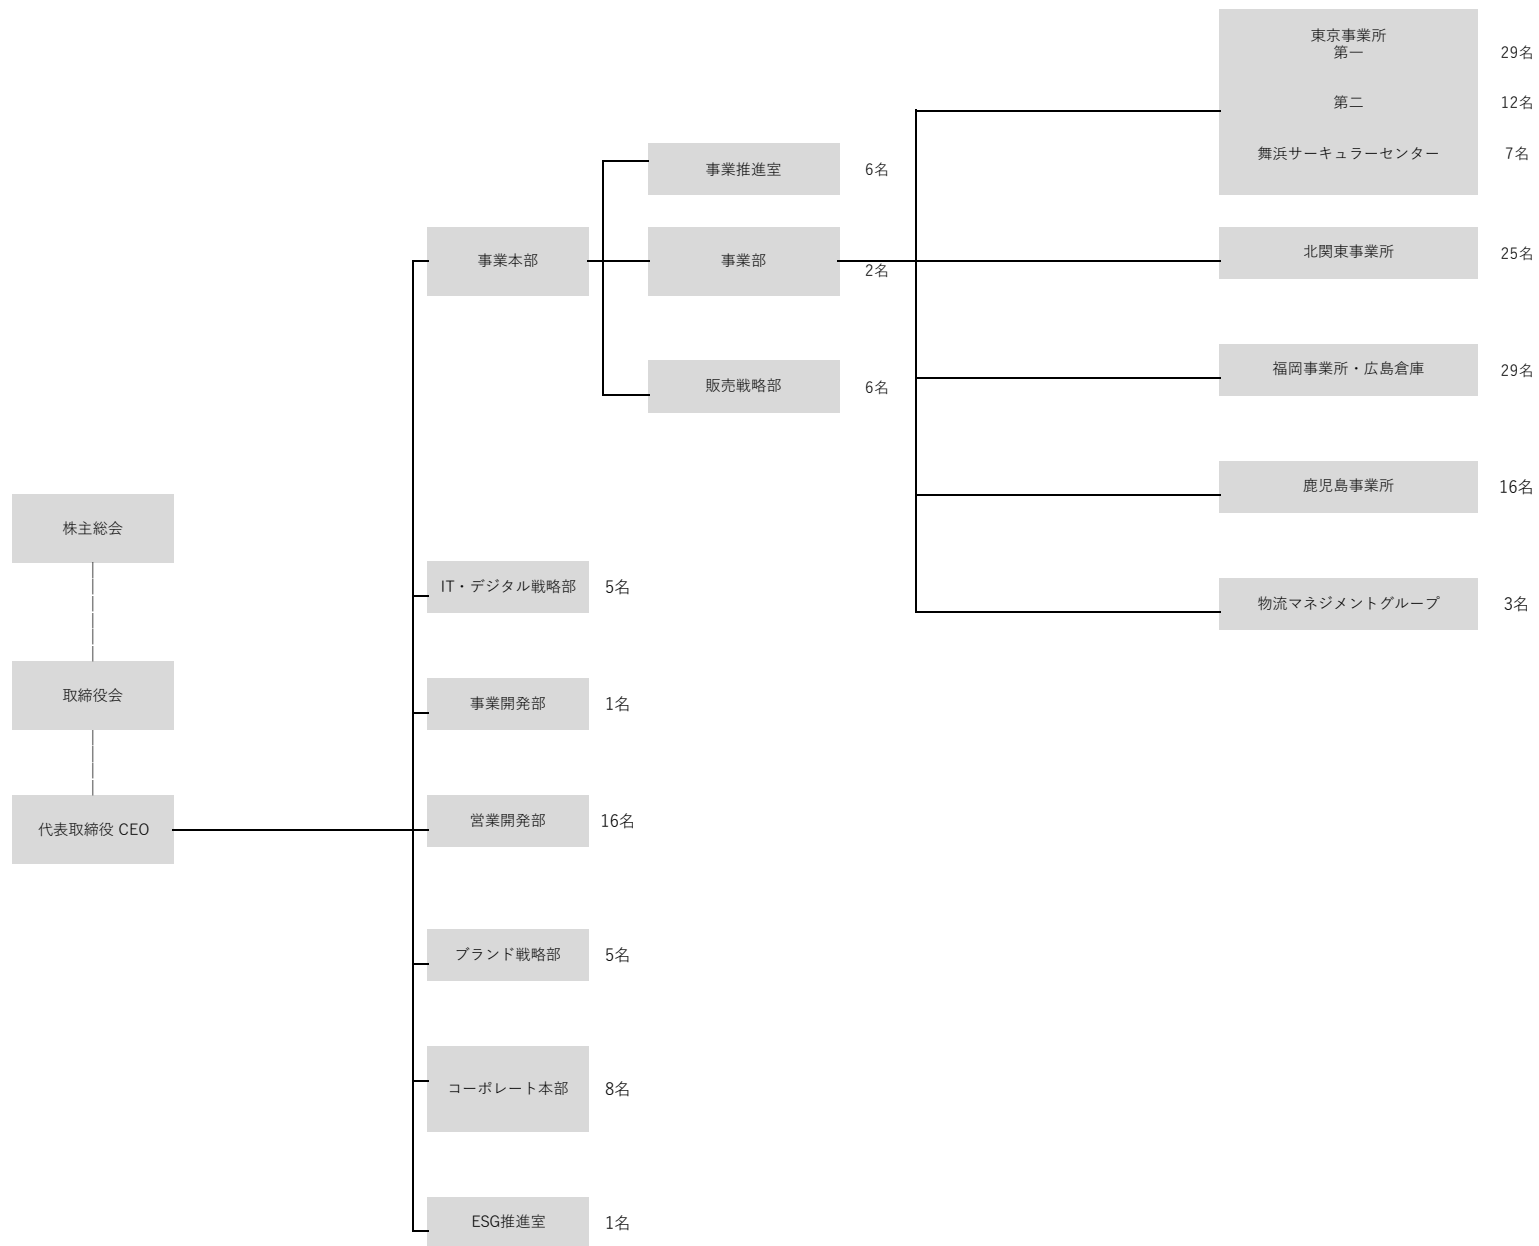 東京事業所
第一
29名
第二
12名
舞浜サーキュラーセンター
7名
事業推進室
6名
事業本部
事業部
2名
北関東事業所
25名
販売戦略部
6名
福岡事業所・広島倉庫
29名
鹿児島事業所
16名
株主総会
IT・デジタル戦略部
5名
物流マネジメントグループ
3名
取締役会
事業開発部
1名
代表取締役 CEO
営業開発部
16名
ブランド戦略部
5名
コーポレート本部
8名
ESG推進室
1名